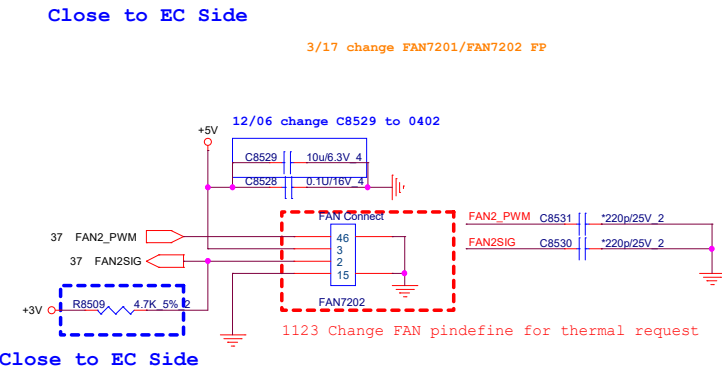 Close to EC Side
3/17 change FAN7201/FAN7202 FP
12/06 change C8529 to 0402
+5V
C8529 10u/6.3V_4
C8528 0.1U/16V_4
FAN Connect
FAN2_PWM C8531 *220p/25V_2
37 FAN2_PWM
46
3
FAN2SIG C8530 *220p/25V_2
37 FAN2SIG
2
15
+3V R8509 4.7K_5%_2
FAN7202
1123 Change FAN pindefine for thermal request
Close to EC Side